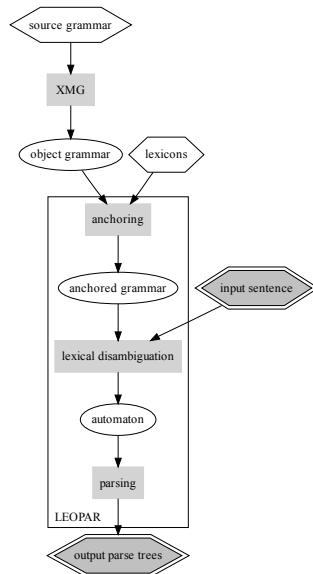 source grammar
XMG
object grammar
lexicons
anchoring
anchored grammar
input sentence
lexical disambiguation
automaton
parsing
LEOPAR
output parse trees